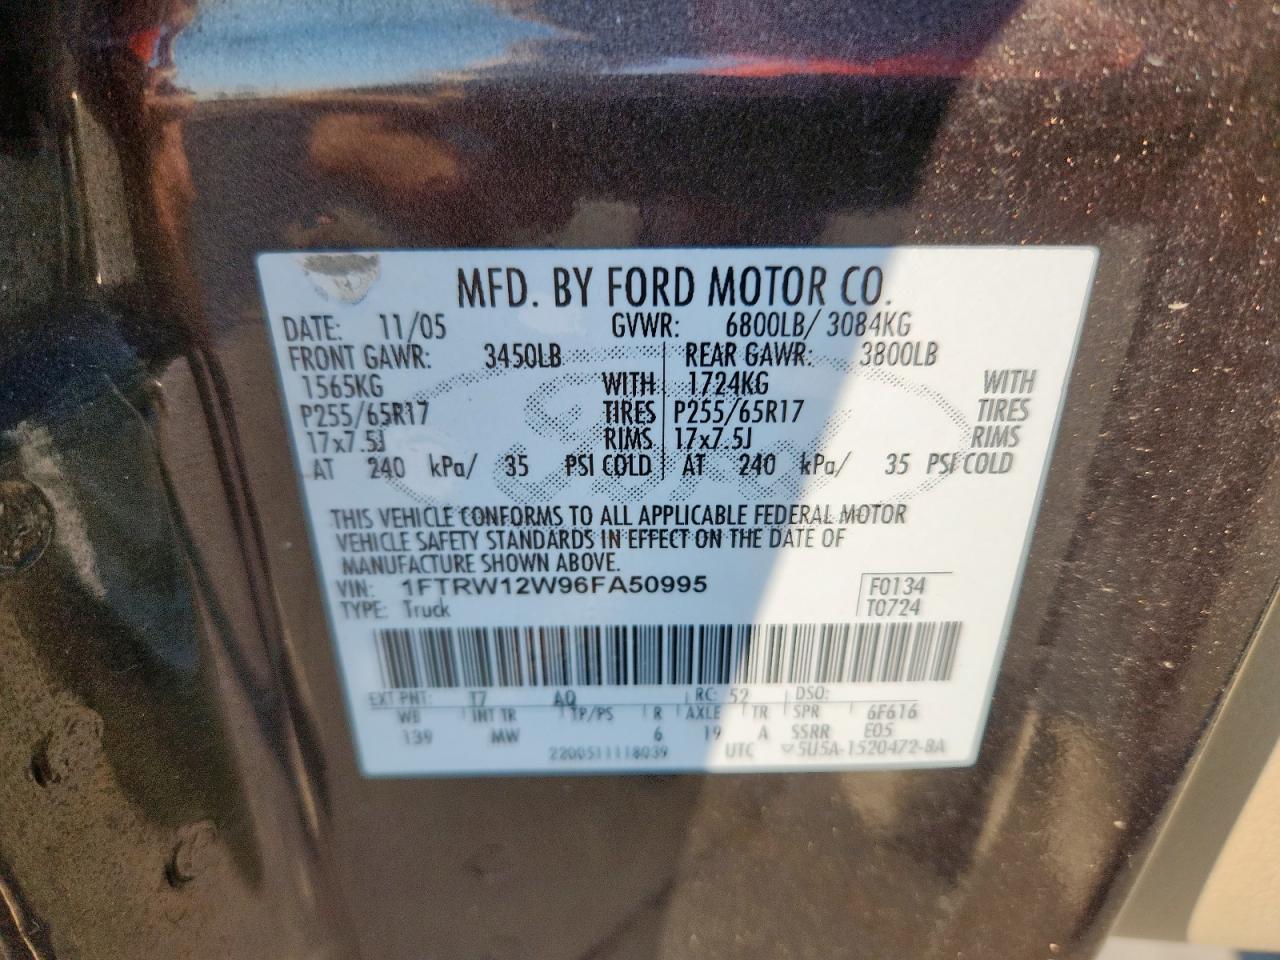 MFD. BY FORD MOTOR CO.
DATE: 11/05 GVWR: 6800LB/ 3084KG
FRONT GAWR: 3450LB REAR GAWR: 3800LB
1565KG WITH 1724KG WITH
P255/65R17 TIRES P255/65R17 TIRES
17x7.5J RIMS 17x7.5J RIMS
AT 240 kPa/ 35 PSI COLD AT 240 kPa/ 35 PSI COLD
THIS VEHICLE CONFORMS TO ALL APPLICABLE FEDERAL MOTOR
VEHICLE SAFETY STANDARDS IN EFFECT ON THE DATE OF
MANUFACTURE SHOWN ABOVE.
VIN: 1FTRW12W96FA50995 F0134
TYPE: Truck T0724
EXT PNT: T7 AQ RC: 52 DSO:
WB INT TR TP/PS R AXLE TR SPR 6F616
139 MW 6 19 A SSRR E05
2200511118039 UTC 5U5A-1520472-BA